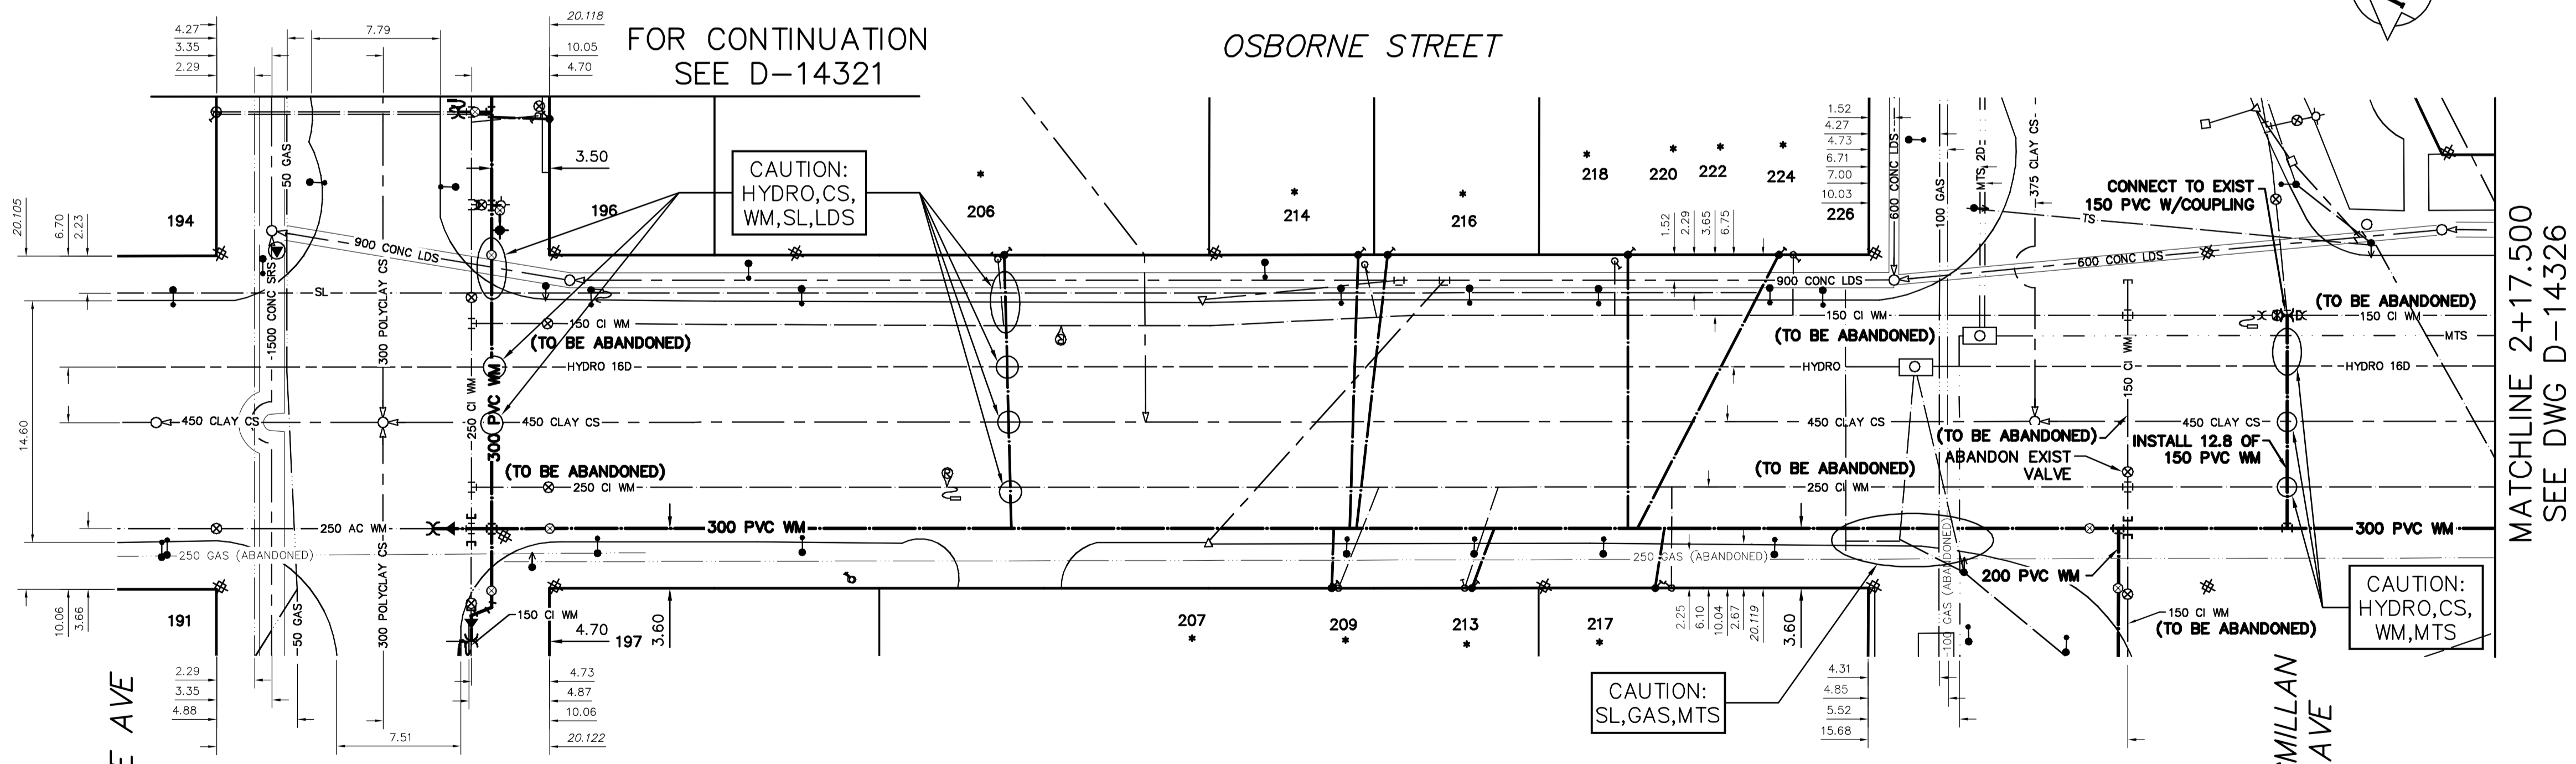 4.27
3.35
2.29
7.79
20.118
10.05
4.70
FOR CONTINUATION
SEE D-14321
OSBORNE STREET
50 GAS
3.50
CAUTION:
HYDRO,CS,
WM,SL,LDS
194
196
206
214
216
218
220
222
224
226
1.52
4.27
4.73
6.71
7.00
10.03
600 CONC LDS
100 GAS
MTS 2D
375 CLAY CS
CONNECT TO EXIST
150 PVC W/COUPLING
TS
20.105
6.70
2.23
1.52
2.29
3.65
6.75
900 CONC LDS
SL
1500 CONC SRS
300 POLYCLAY CS
900 CONC LDS
600 CONC LDS
150 CI WM
(TO BE ABANDONED)
150 CI WM
(TO BE ABANDONED)
(TO BE ABANDONED)
150 CI WM
MTS
HYDRO 16D
HYDRO
HYDRO 16D
150 CI WM
250 CI WM
300 PVC WM
14.60
450 CLAY CS
450 CLAY CS
450 CLAY CS
450 CLAY CS
(TO BE ABANDONED)
INSTALL 12.8 OF
150 PVC WM
ABANDON EXIST
VALVE
(TO BE ABANDONED)
250 CI WM
(TO BE ABANDONED)
250 CI WM
250 AC WM
300 PVC WM
300 PVC WM
250 GAS (ABANDONED)
250 GAS (ABANDONED)
100 GAS (ABANDONED)
200 PVC WM
10.06
3.66
191
50 GAS
300 POLYCLAY CS
150 CI WM
4.70
197
3.60
207
209
213
217
2.25
6.10
10.04
2.67
20.119
3.60
150 CI WM
(TO BE ABANDONED)
CAUTION:
HYDRO,CS,
WM,MTS
CAUTION:
SL,GAS,MTS
2.29
3.35
4.88
7.51
4.73
4.87
10.06
20.122
4.31
4.85
5.52
15.68
AVE
MILLAN
AVE
MATCHLINE 2+17.500
SEE DWG D-14326